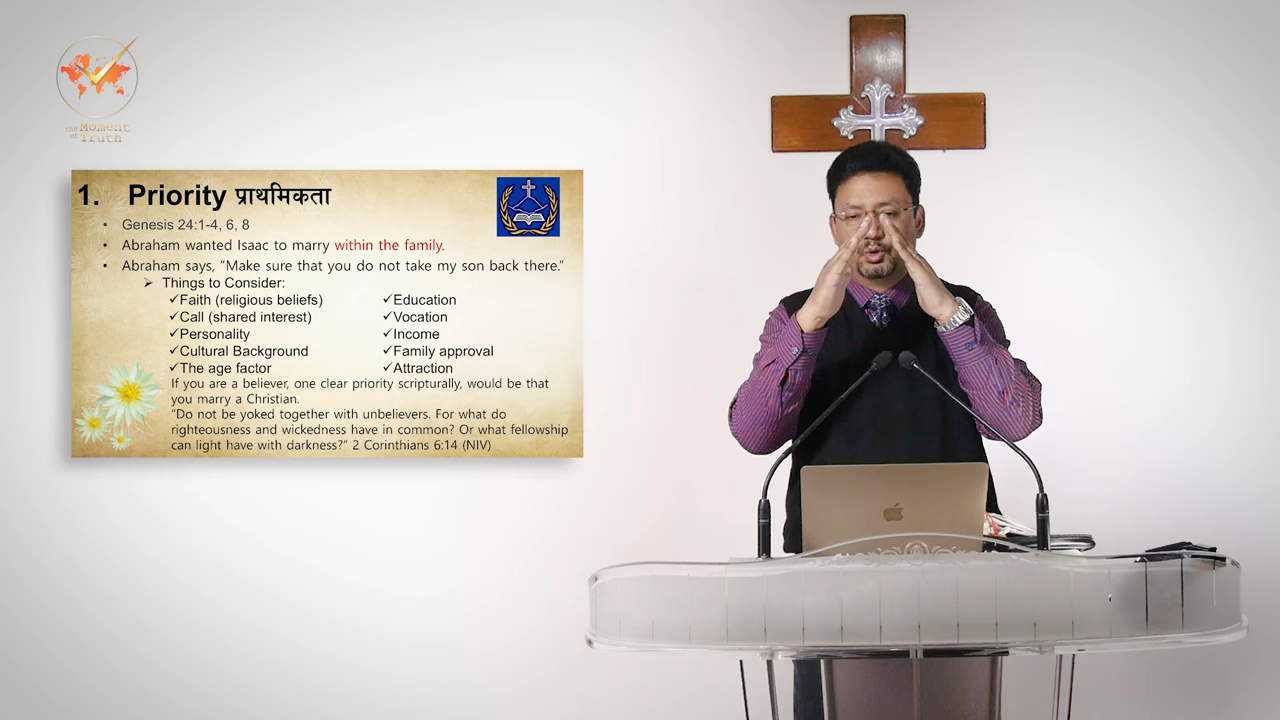 the Moment
of Truth
1. Priority प्राथमिकता
• Genesis 24:1-4, 6, 8
• Abraham wanted Isaac to marry within the family.
• Abraham says, “Make sure that you do not take my son back there.”
➢ Things to Consider:
✓Faith (religious beliefs) ✓Education
✓Call (shared interest) ✓Vocation
✓Personality ✓Income
✓Cultural Background ✓Family approval
✓The age factor ✓Attraction
If you are a believer, one clear priority scripturally, would be that
you marry a Christian.
“Do not be yoked together with unbelievers. For what do
righteousness and wickedness have in common? Or what fellowship
can light have with darkness?” 2 Corinthians 6:14 (NIV)